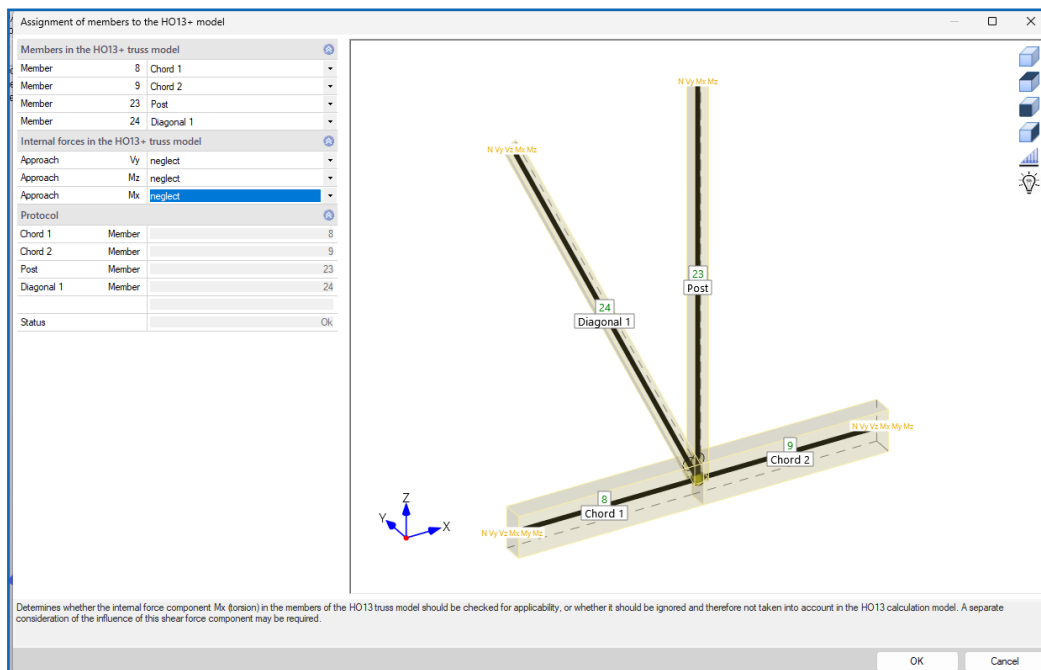 Assignment of members to the HO13+ model
Members in the HO13+ truss model
Member 8 Chord 1
Member 9 Chord 2
Member 23 Post
Member 24 Diagonal 1
Internal forces in the HO13+ truss model
Approach Vy neglect
Approach Mz neglect
Approach Mx neglect
Protocol
Chord 1 Member 8
Chord 2 Member 9
Post Member 23
Diagonal 1 Member 24
Status Ok
N Vy Mx Mz
N Vy Vz Mx Mz
23
Post
24
Diagonal 1
N Vy Vz Mx My Mz
9
Chord 2
8
Chord 1
N Vy Vz Mx My Mz
Z
Y
X
Determines whether the internal force component Mx (torsion) in the members of the HO13 truss model should be checked for applicability, or whether it should be ignored and therefore not taken into account in the HO13 calculation model. A separate
consideration of the influence of this shear force component may be required.
OK Cancel